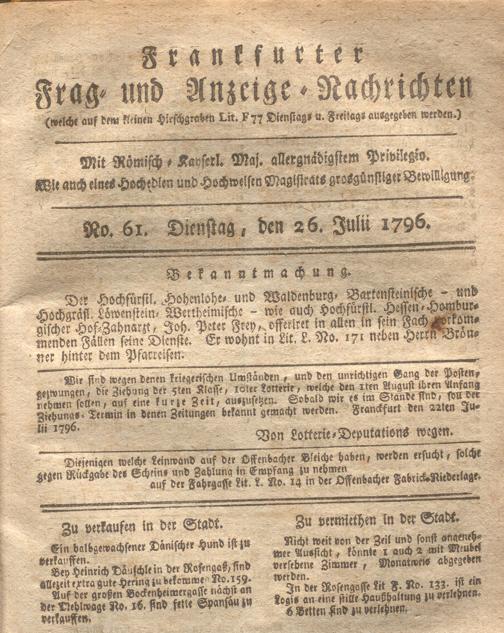 Frankfurter
Frag- und Anzeige-Nachrichten
(welche auf dem kleinen Hirschgraben Lit. F 77 Dienstags u. Freitags ausgegeben werden.)
Mit Römisch-Kayserl. Maj. allergnädigstem Privilegio.
Wie auch eines Hochedlen und Hochweisen Magistrats grosgünstiger Bewilligung.
No. 61. Dienstag, den 26. Julii 1796.
Bekanntmachung.
Der Hochfürstl. Hohenlohe- und Waldenburg, Bartensteinische - und
Hochgräfl. Löwenstein, Wertheimische - wie auch Hochfürstl. Hessen-Hombur-
gischer Hof-Zahnarzt, Joh. Peter Frey, offerirt in allen in sein Fach vorkom-
menden Fällen seine Dienste. Er wohnt in Lit. L. No. 171 neben Herrn Brön-
ner hinter dem Pfarreisen.
Wir sind wegen denen kriegerischen Umständen, und den unrichtigen Gang der Posten,
gezwungen, die Ziehung der 5ten Klasse, 10ter Lotterie, welche den 1ten August ihren Anfang
nehmen sollen, auf eine kurze Zeit, auszusetzen. Sobald wir es im Stande sind, soll der
Ziehungs-Termin in denen Zeitungen bekannt gemacht werden. Frankfurt den 22ten Ju-
lii 1796.
Von Lotterie-Deputations wegen.
Diejenigen welche Leinwand auf der Offenbacher Bleiche haben, werden ersucht, solche
gegen Rückgabe des Scheins und Zahlung in Empfang zu nehmen
auf der Fahrgasse Lit. L. No. 14 in der Offenbacher Fabrick-Niederlage.
Zu verkaufen in der Stadt.
Ein halbgewachsener Dänischer Hund ist zu
verkauffen.
Bey Heinrich Däuschle in der Rosengaß, sind
allezeit extra gute Hering zu bekommen No. 159.
Auf der großen Bockenheimergasse nächst an
der Mehlwage No. 16. sind fette Spansäu zu
verkauffen.
Zu vermiethen in der Stadt.
Nicht weit von der Zeil und sonst angeneh-
mer Aussicht, könnte 1 auch 2 mit Meubel
versehene Zimmer, Monatweis abgegeben
werden.
In der Rosengasse Lit F. No. 133. ist ein
Logis an eine stille Haußhaltung zu verlehnen.
6 Betten sind zu verlehnen.